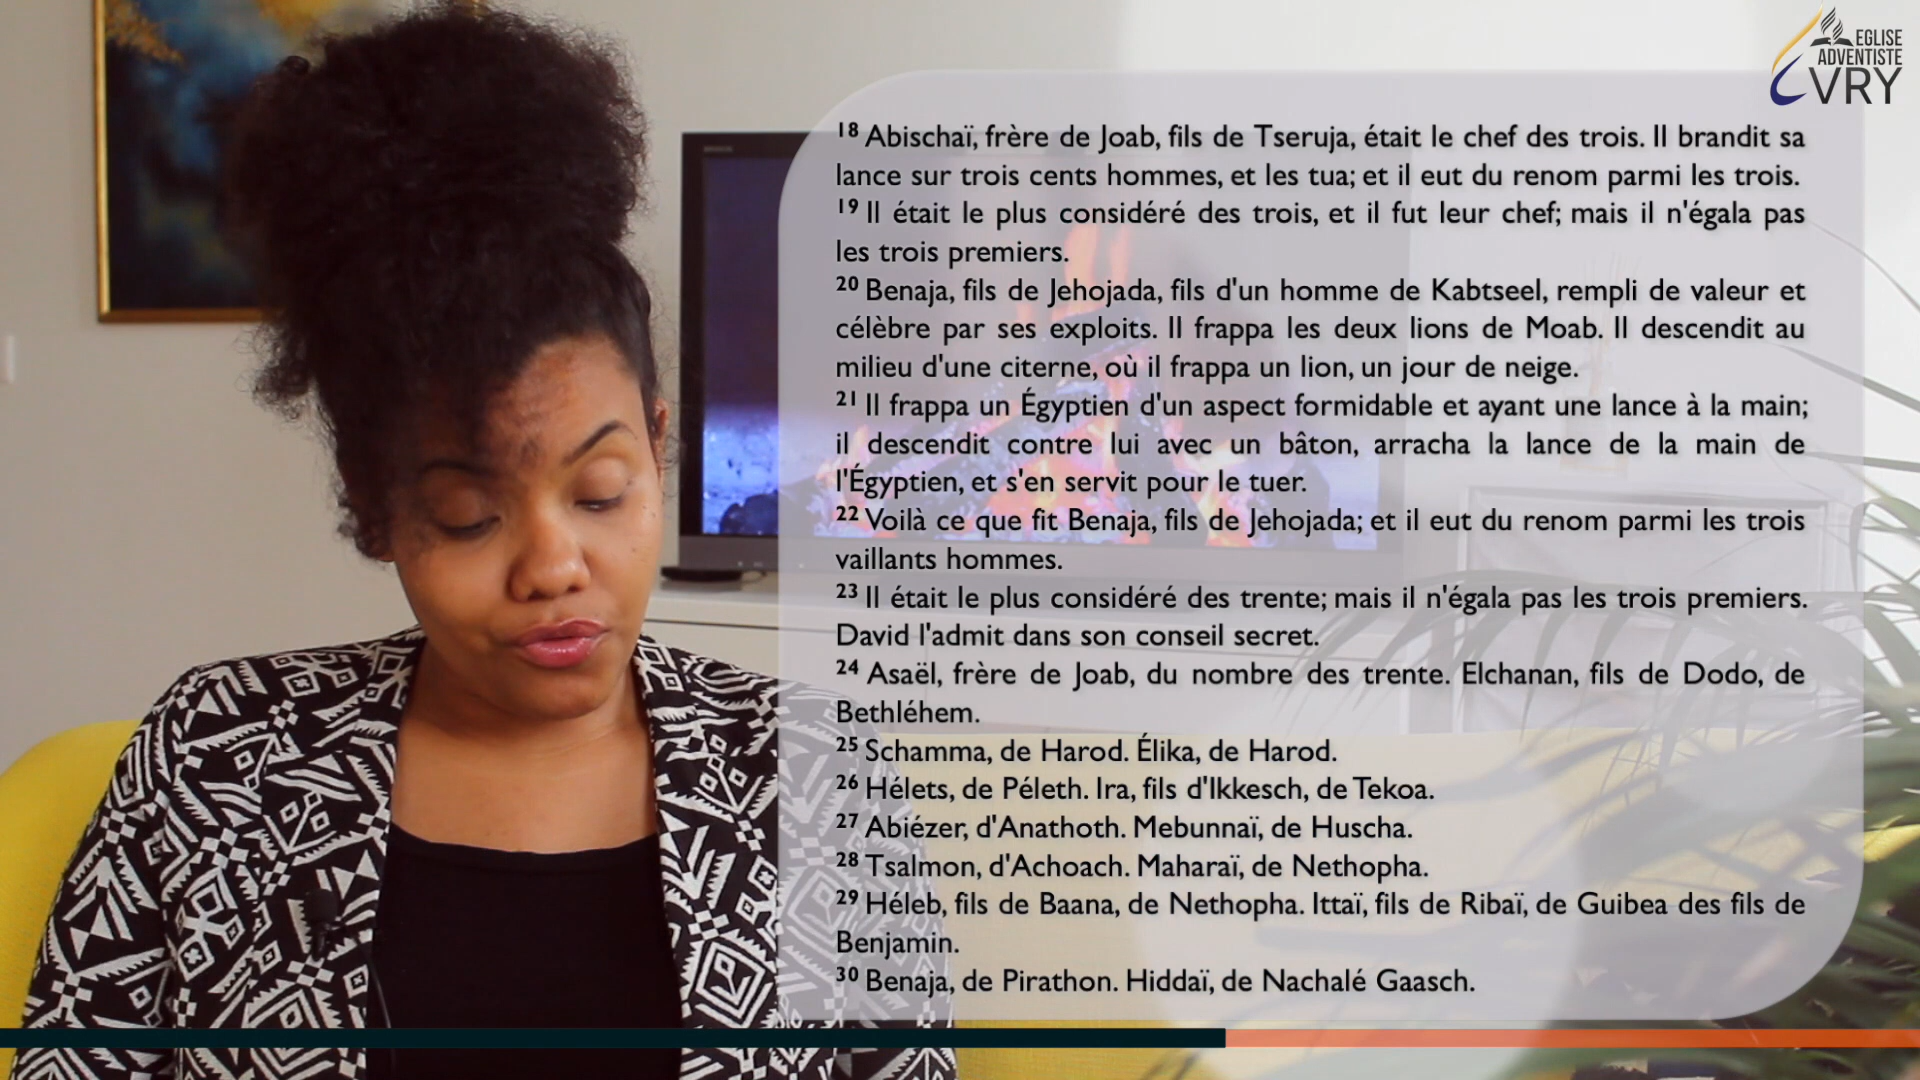 EGLISE
ADVENTISTE
VRY
18 Abischaï, frère de Joab, fils de Tseruja, était le chef des trois. Il brandit sa
lance sur trois cents hommes, et les tua; et il eut du renom parmi les trois.
19 Il était le plus considéré des trois, et il fut leur chef; mais il n'égala pas
les trois premiers.
20 Benaja, fils de Jehojada, fils d'un homme de Kabtseel, rempli de valeur et
célèbre par ses exploits. Il frappa les deux lions de Moab. Il descendit au
milieu d'une citerne, où il frappa un lion, un jour de neige.
21 Il frappa un Égyptien d'un aspect formidable et ayant une lance à la main;
il descendit contre lui avec un bâton, arracha la lance de la main de
l'Égyptien, et s'en servit pour le tuer.
22 Voilà ce que fit Benaja, fils de Jehojada; et il eut du renom parmi les trois
vaillants hommes.
23 Il était le plus considéré des trente; mais il n'égala pas les trois premiers.
David l'admit dans son conseil secret.
24 Asaël, frère de Joab, du nombre des trente. Elchanan, fils de Dodo, de
Bethléhem.
25 Schamma, de Harod. Élika, de Harod.
26 Hélets, de Péleth. Ira, fils d'Ikkesch, de Tekoa.
27 Abiézer, d'Anathoth. Mebunnaï, de Huscha.
28 Tsalmon, d'Achoach. Maharaï, de Nethopha.
29 Héleb, fils de Baana, de Nethopha. Ittaï, fils de Ribaï, de Guibea des fils de
Benjamin.
30 Benaja, de Pirathon. Hiddaï, de Nachalé Gaasch.